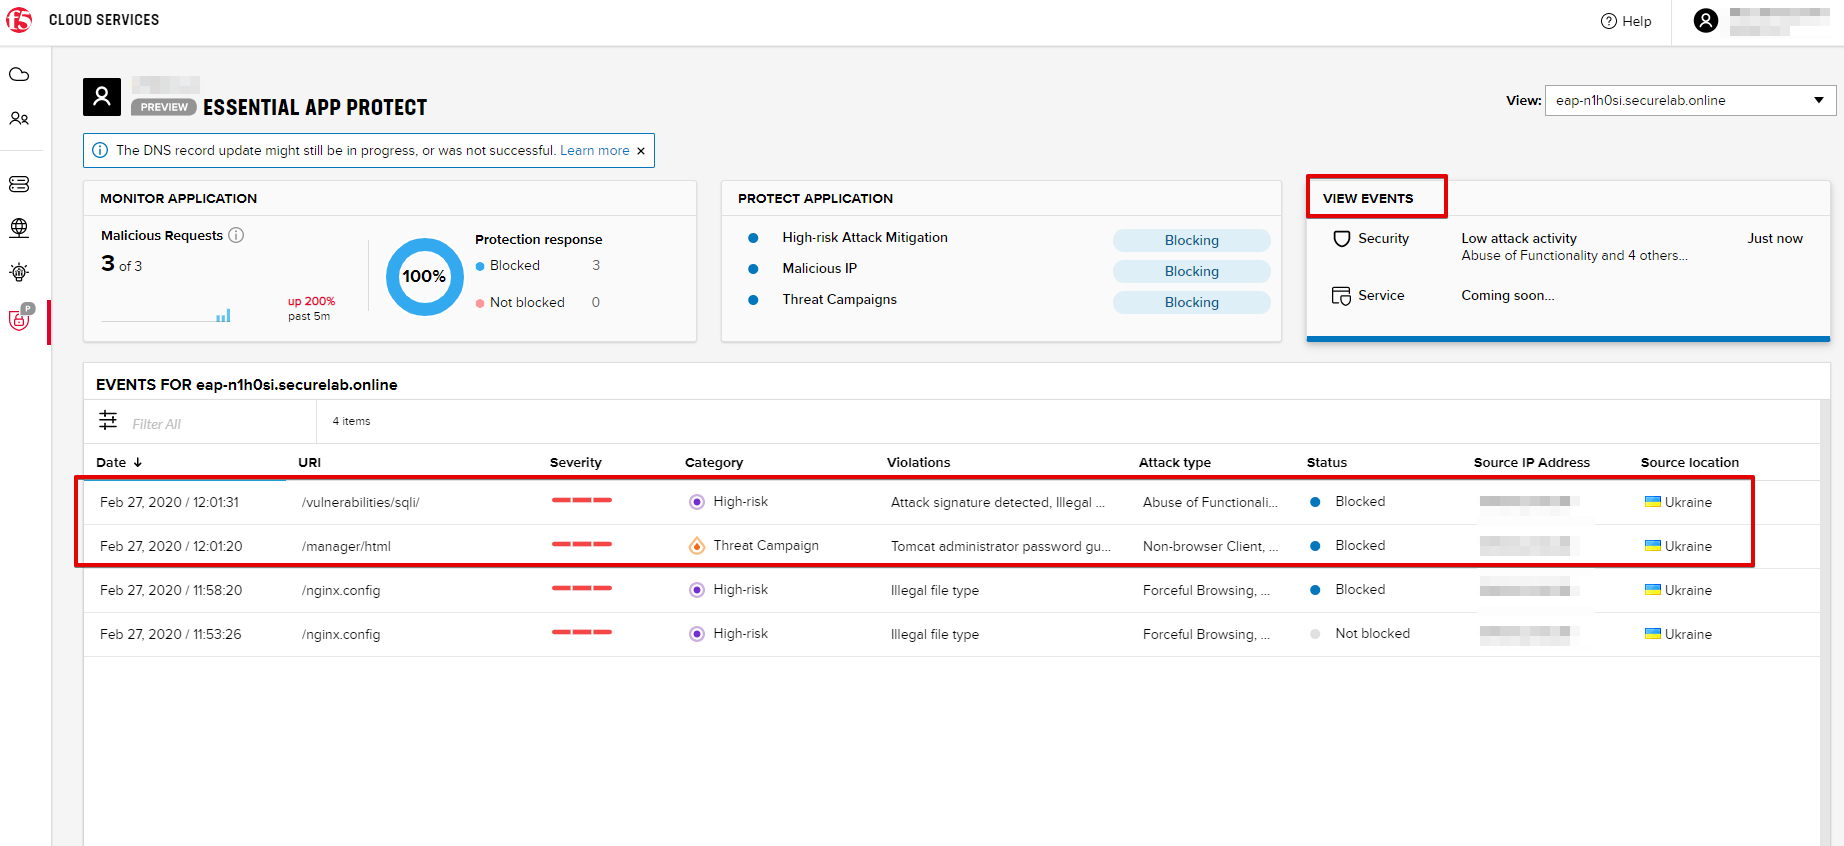 f5 CLOUD SERVICES
Help
PREVIEW ESSENTIAL APP PROTECT
View: eap-n1h0si.securelab.online
The DNS record update might still be in progress, or was not successful. Learn more ×
MONITOR APPLICATION
Malicious Requests
3 of 3
up 200%
past 5m
100%
Protection response
Blocked 3
Not blocked 0
PROTECT APPLICATION
High-risk Attack Mitigation Blocking
Malicious IP Blocking
Threat Campaigns Blocking
VIEW EVENTS
Security Low attack activity Just now
Abuse of Functionality and 4 others...
Service Coming soon...
P
EVENTS FOR eap-n1h0si.securelab.online
Filter All 4 items
Date URI Severity Category Violations Attack type Status Source IP Address Source location
Feb 27, 2020 / 12:01:31 /vulnerabilities/sqli/ High-risk Attack signature detected, Illegal ... Abuse of Functionali... Blocked Ukraine
Feb 27, 2020 / 12:01:20 /manager/html Threat Campaign Tomcat administrator password gu... Non-browser Client, ... Blocked Ukraine
Feb 27, 2020 / 11:58:20 /nginx.config High-risk Illegal file type Forceful Browsing, ... Blocked Ukraine
Feb 27, 2020 / 11:53:26 /nginx.config High-risk Illegal file type Forceful Browsing, ... Not blocked Ukraine